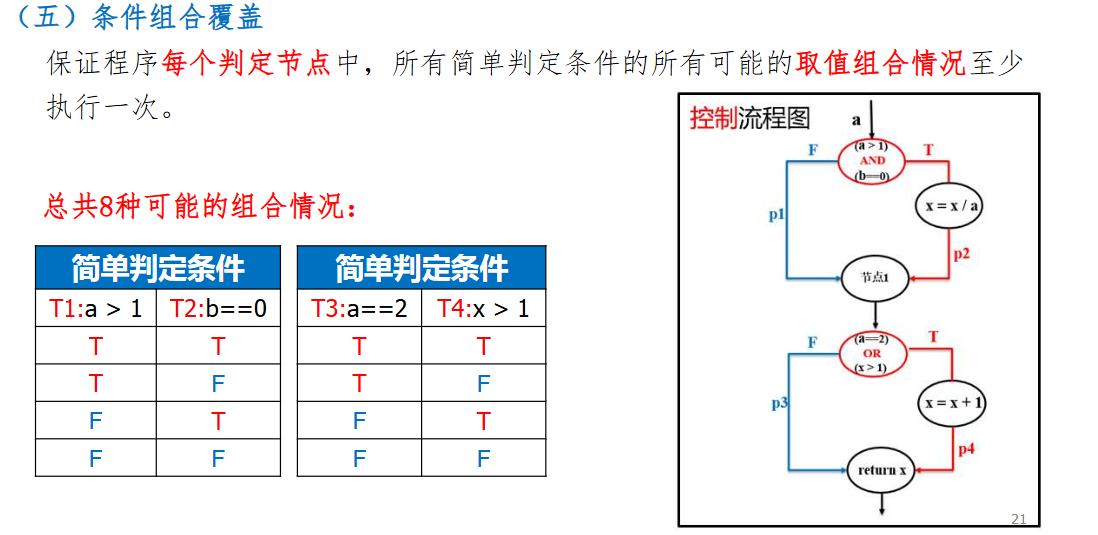 (五)条件组合覆盖
保证程序每个判定节点中,所有简单判定条件的所有可能的取值组合情况至少
执行一次。
总共8种可能的组合情况:
简单判定条件
T1:a > 1 T2:b==0
T T
T F
F T
F F
简单判定条件
T3:a==2 T4:x > 1
T T
T F
F T
F F
控制流程图
a
F
(a > 1)
AND
(b==0)
T
x = x / a
p1
p2
节点1
F
(a==2)
OR
(x > 1)
T
x = x + 1
p3
p4
return x
21